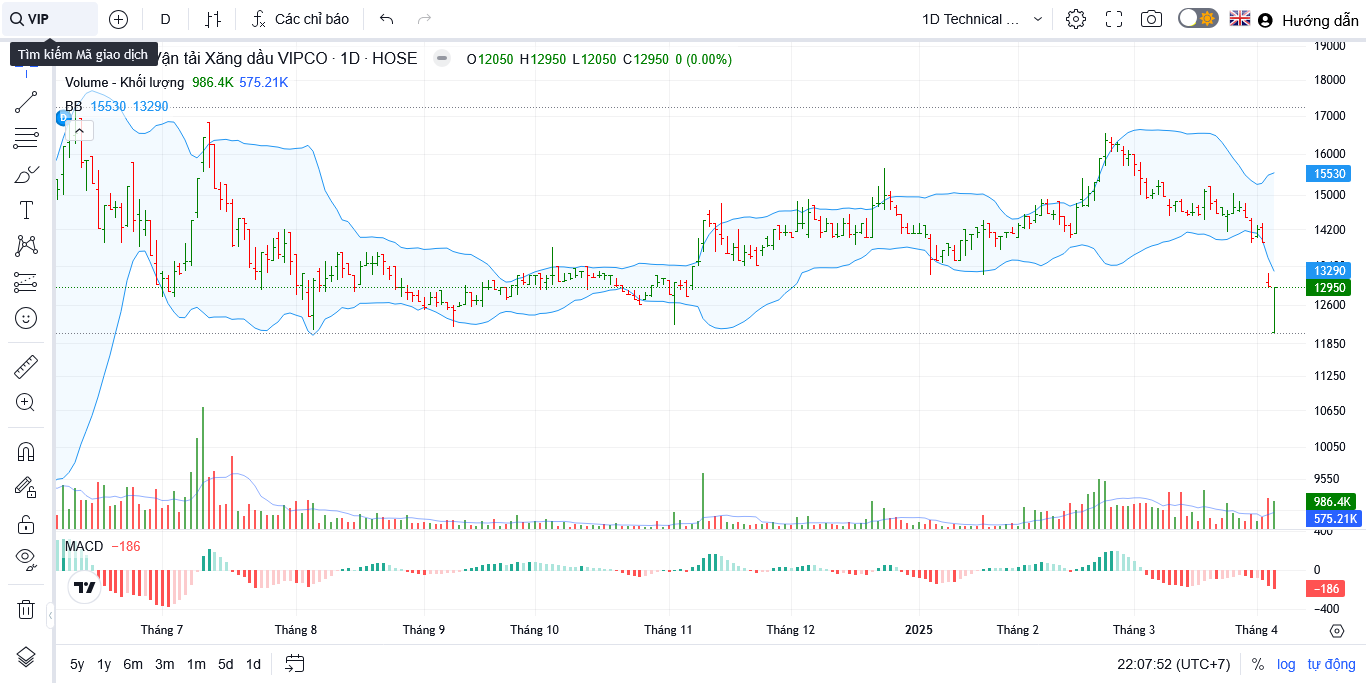 VIP
D
Các chỉ báo
1D Technical ...
Hướng dẫn
Tìm kiếm Mã giao dịch
Vận tải Xăng dầu VIPCO · 1D · HOSE
O12050 H12950 L12050 C12950 0 (0.00%)
Volume - Khối lượng 986.4K 575.21K
BB 15530 13290
D
19000
18000
17000
16000
15530
15000
14200
13290
12950
12600
11850
11250
10650
10050
9550
986.4K
575.21K
400
MACD −186
0
−186
−400
Tháng 7
Tháng 8
Tháng 9
Tháng 10
Tháng 11
Tháng 12
2025
Tháng 2
Tháng 3
Tháng 4
5y 1y 6m 3m 1m 5d 1d
22:07:52 (UTC+7)
% log tự động